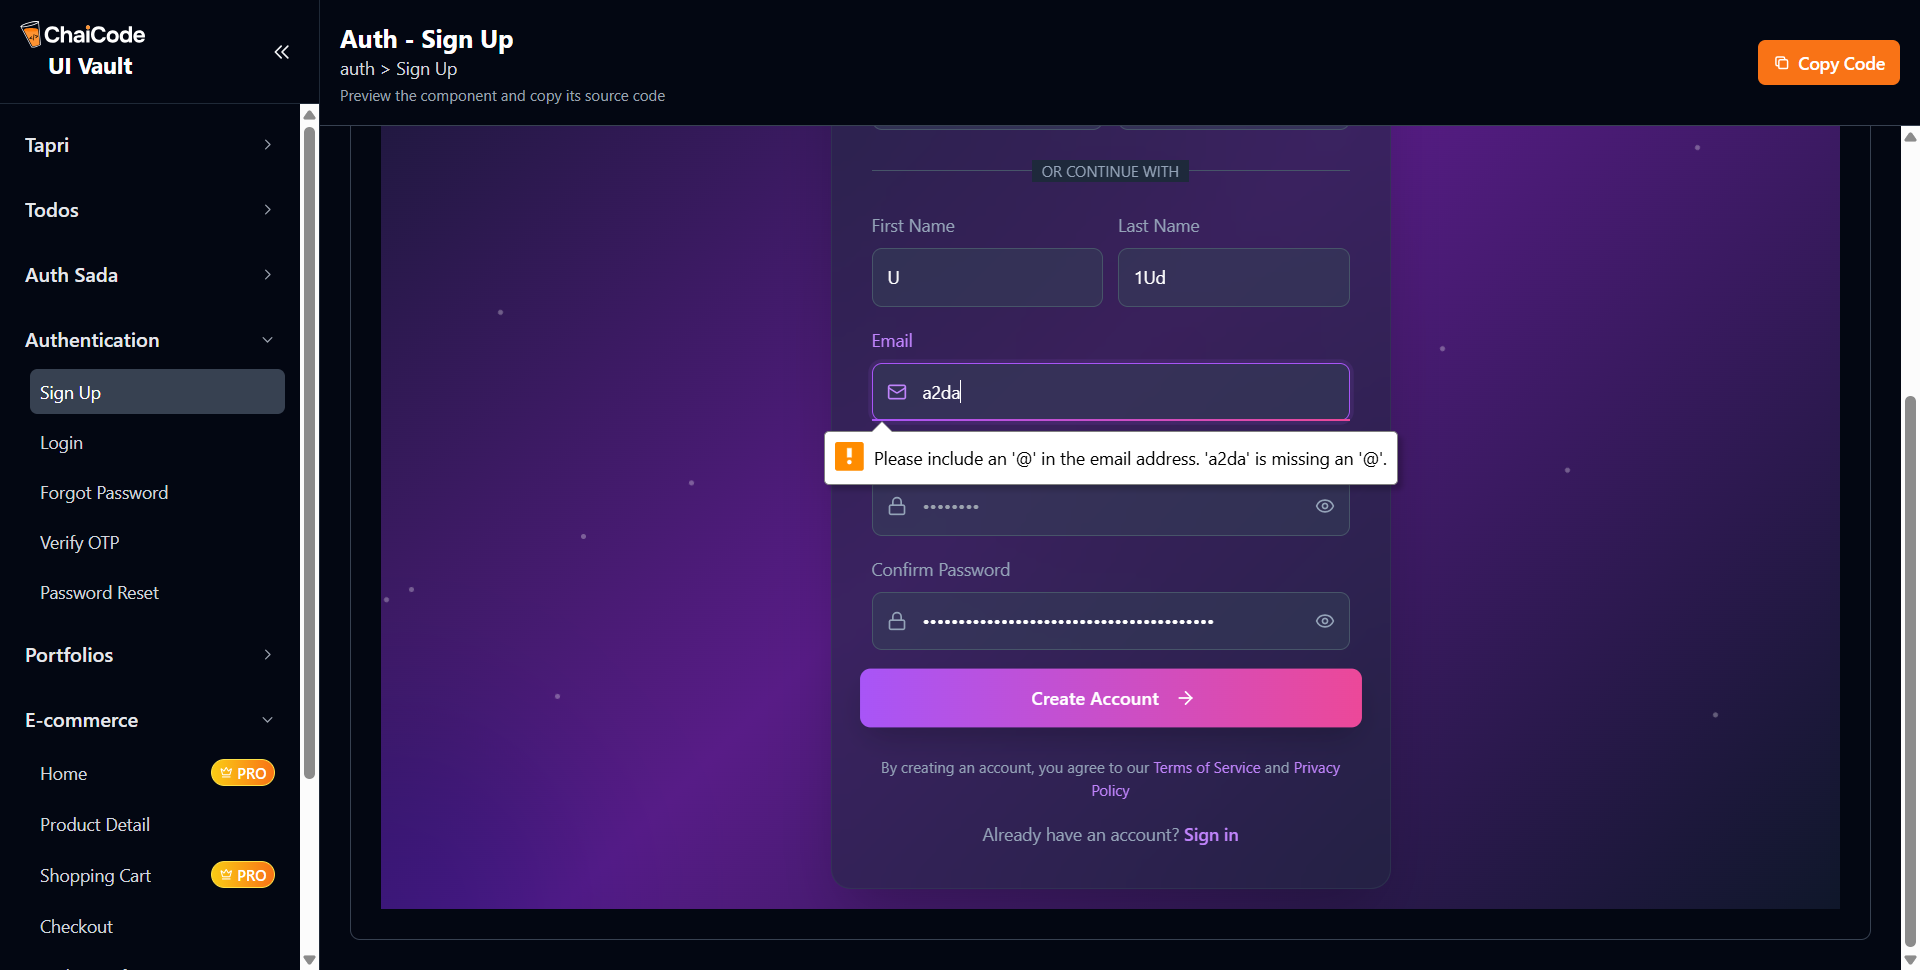 ChaiCode
UI Vault
Tapri
Todos
Auth Sada
Authentication
Sign Up
Login
Forgot Password
Verify OTP
Password Reset
Portfolios
E-commerce
Home
PRO
Product Detail
Shopping Cart
PRO
Checkout
Auth - Sign Up
auth > Sign Up
Preview the component and copy its source code
Copy Code
OR CONTINUE WITH
First Name
Last Name
U
1Ud
Email
a2da
Please include an '@' in the email address. 'a2da' is missing an '@'.
Confirm Password
Create Account
By creating an account, you agree to our Terms of Service and Privacy
Policy
Already have an account? Sign in